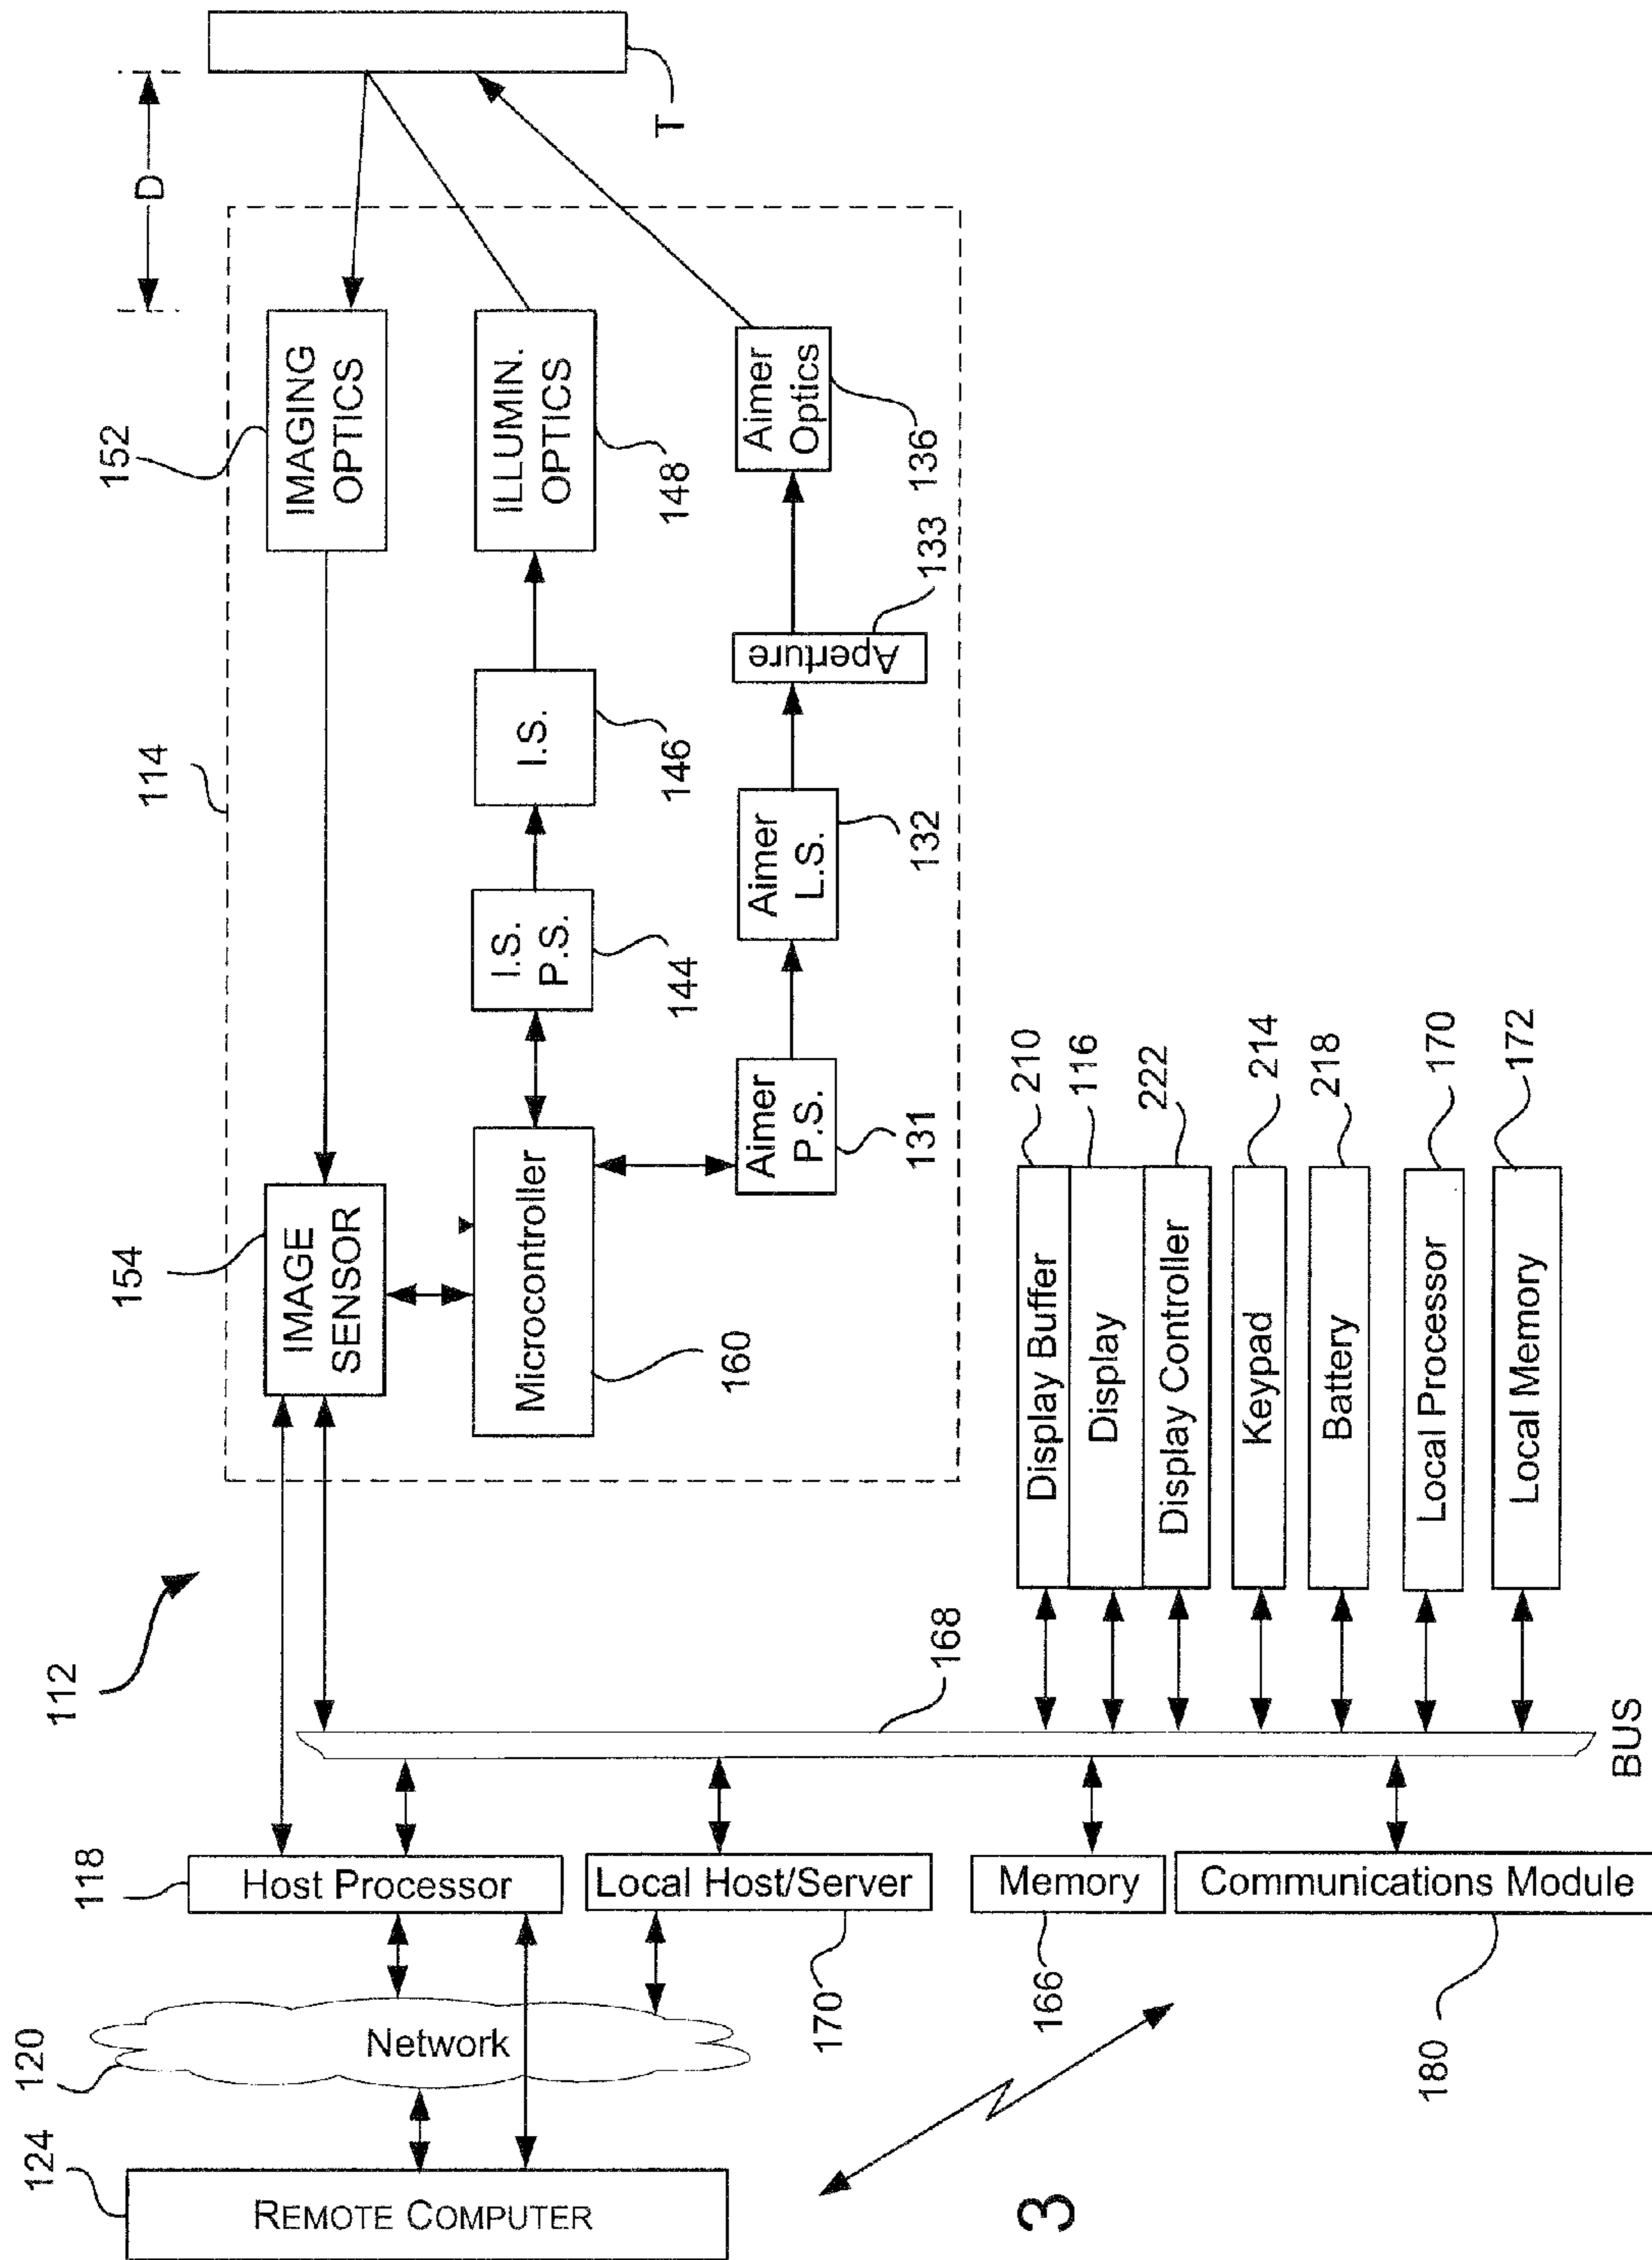 124
REMOTE COMPUTER
120
Network
118
Host Processor
Local Host/Server
170
Memory
166
Communications Module
180
112
168
BUS
114
154
IMAGE
SENSOR
152
IMAGING
OPTICS
D
T
Microcontroller
160
I.S.
P.S.
144
I.S.
146
ILLUMIN.
OPTICS
148
Aimer
P.S.
131
Aimer
L.S.
132
Aperture
133
Aimer
Optics
136
Display Buffer
210
Display
116
Display Controller
222
Keypad
214
Battery
218
Local Processor
170
Local Memory
172
3